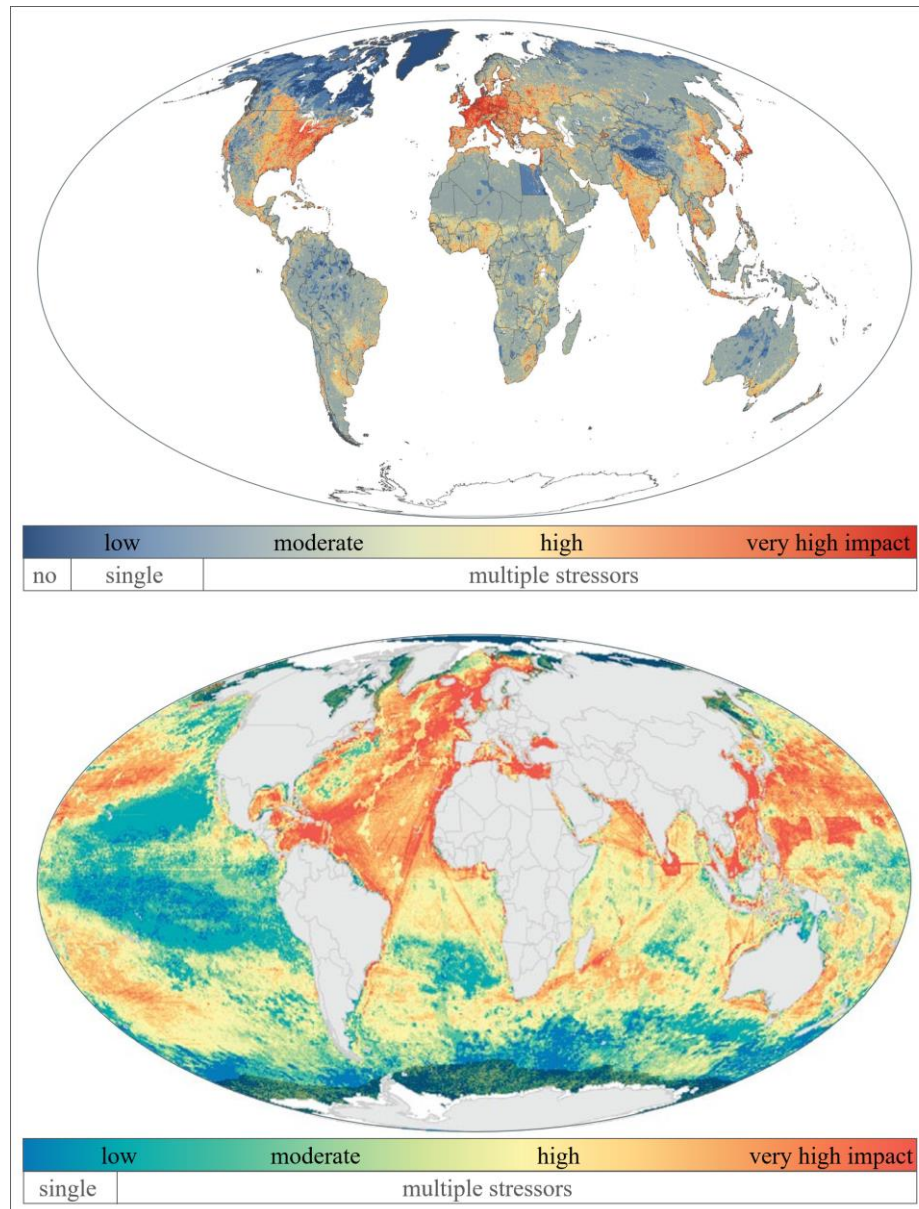 low moderate high very high impact
no single multiple stressors
low moderate high very high impact
single multiple stressors